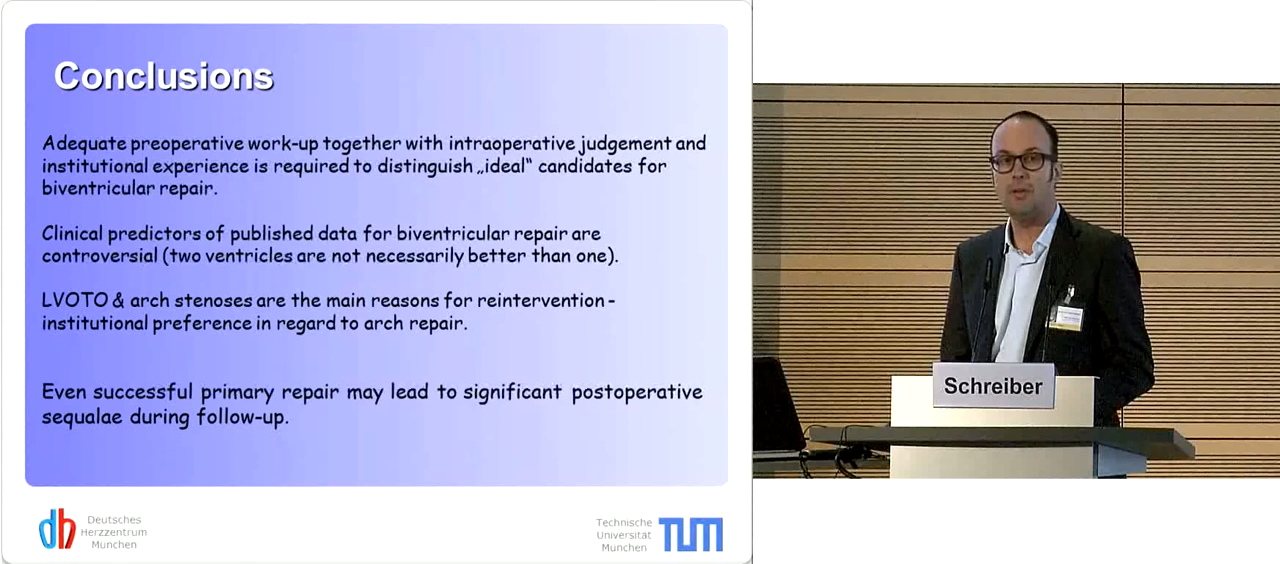 Conclusions
Adequate preoperative work-up together with intraoperative judgement and
institutional experience is required to distinguish „ideal“ candidates for
biventricular repair.
Clinical predictors of published data for biventricular repair are
controversial (two ventricles are not necessarily better than one).
LVOTO & arch stenoses are the main reasons for reintervention -
institutional preference in regard to arch repair.
Even successful primary repair may lead to significant postoperative
sequalae during follow-up.
dh
Deutsches
Herzzentrum
Munchen
Technische
Universität
Munchen
TUM
Schreiber